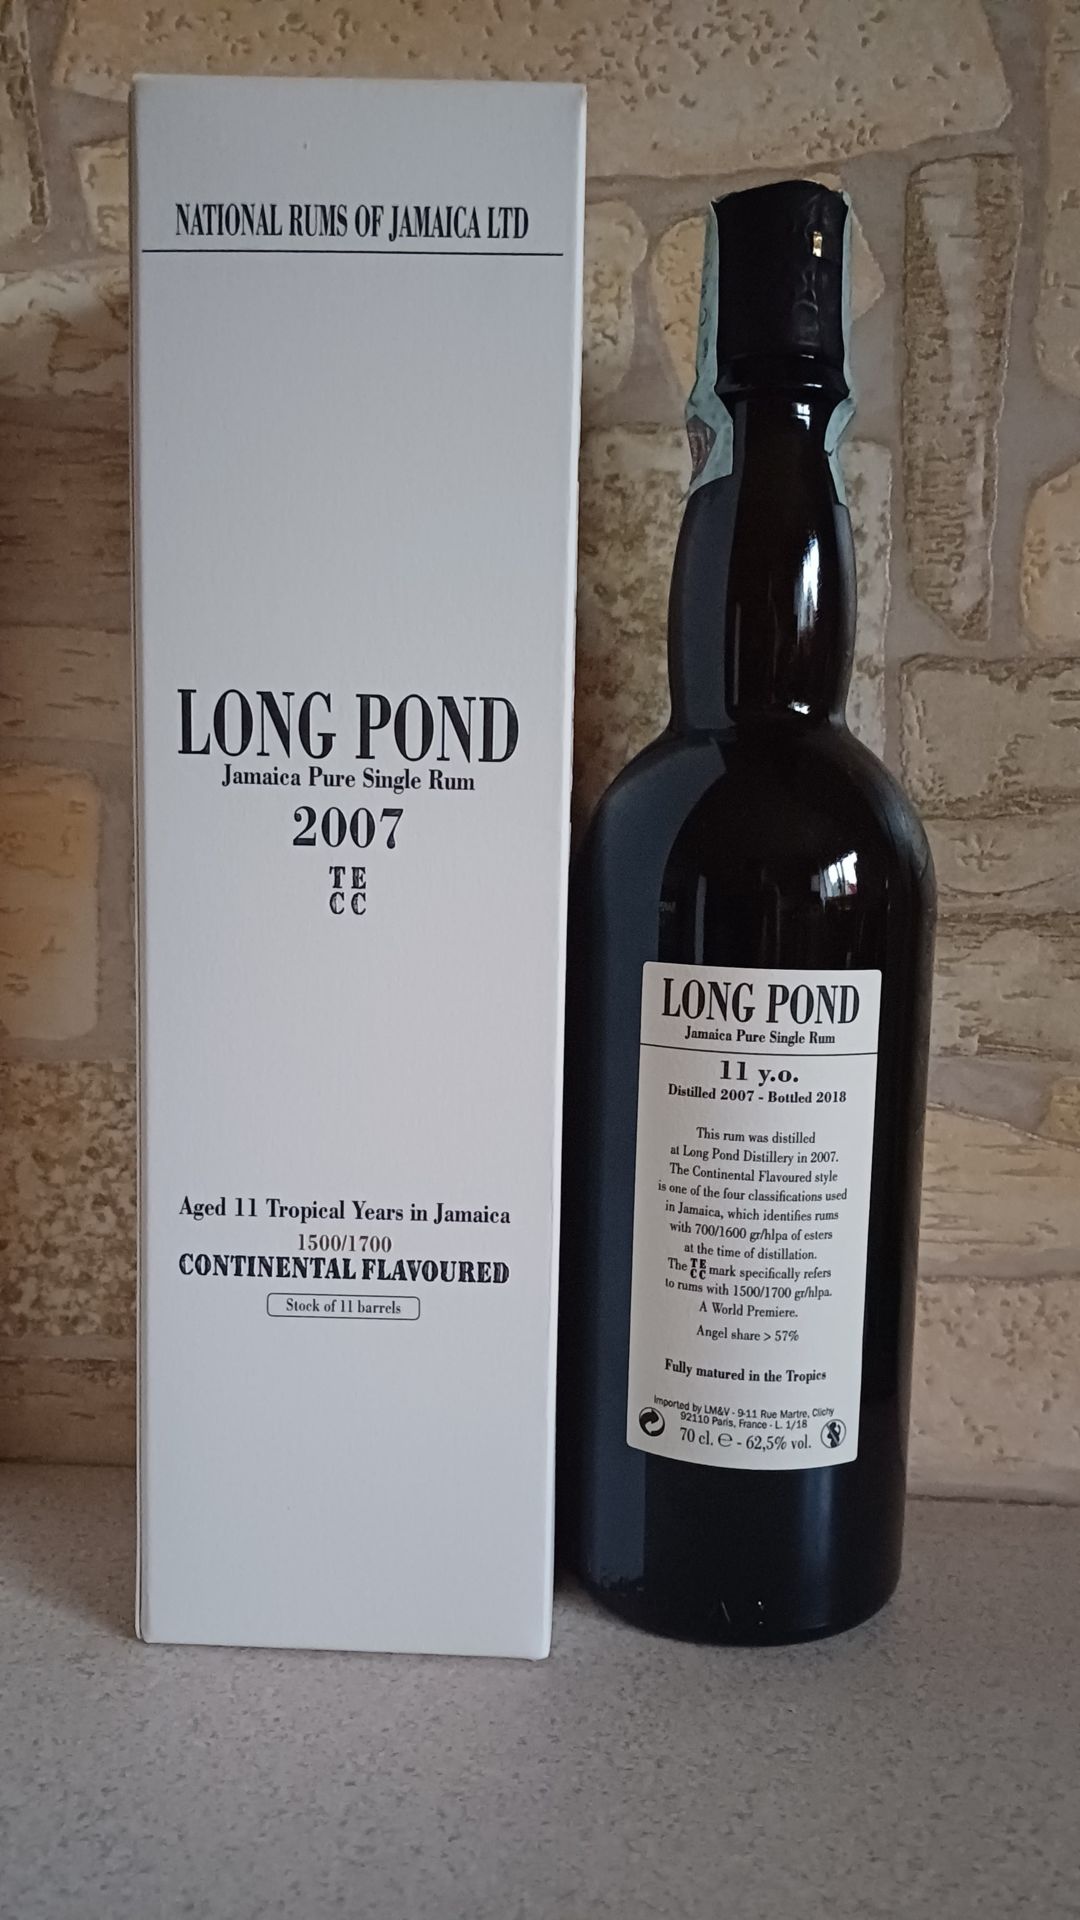 NATIONAL RUMS OF JAMAICA LTD
LONG POND
Jamaica Pure Single Rum
2007
TE
CC
Aged 11 Tropical Years in Jamaica
1500/1700
CONTINENTAL FLAVOURED
Stock of 11 barrels
LONG POND
Jamaica Pure Single Rum
11 y.o.
Distilled 2007 - Bottled 2018
This rum was distilled
at Long Pond Distillery in 2007.
The Continental Flavoured style
is one of the four classifications used
in Jamaica, which identifies rums
with 700/1600 gr/hlpa of esters
at the time of distillation.
The TECC mark specifically refers
to rums with 1500/1700 gr/hlpa.
A World Premiere.
Angel share > 57%
Fully matured in the Tropics
Imported by LM&V - 9-11 Rue Martre, Clichy
92110 Paris, France - L. 1/18
70 cl. ℮ - 62,5% vol.